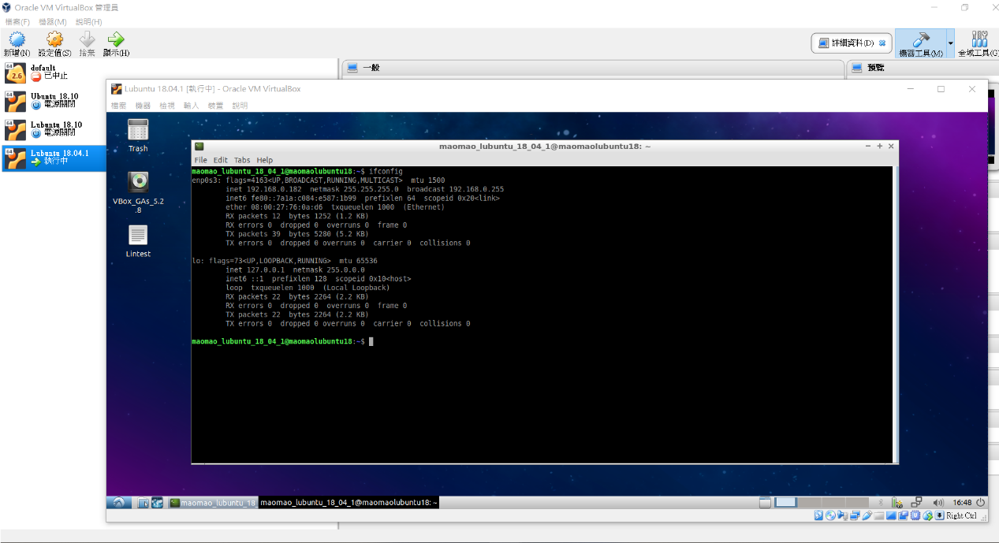 Oracle VM VirtualBox 管理員
檔案(F) 機器(M) 說明(H)
新增(N) 設定值(S) 捨棄 顯示(H)
詳細資料(D) 機器工具(M) 全域工具(G)
64 2.6 default
已中止
64 Ubuntu 18.10
電源關閉
64 Lubuntu 18.10
電源關閉
64 Lubuntu 18.04.1
執行中
一般
預覽
Lubuntu 18.04.1 [執行中] - Oracle VM VirtualBox
檔案 機器 檢視 輸入 裝置 說明
Trash
VBox_GAs_5.2
.8
Lintest
maomao_lubuntu_18_04_1@maomaolubuntu18: ~
File Edit Tabs Help
maomao_lubuntu_18_04_1@maomaolubuntu18:~$ ifconfig
enp0s3: flags=4163<UP,BROADCAST,RUNNING,MULTICAST>  mtu 1500
inet 192.168.0.182  netmask 255.255.255.0  broadcast 192.168.0.255
inet6 fe80::7a1a:c084:e587:1b99  prefixlen 64  scopeid 0x20<link>
ether 08:00:27:76:0a:d6  txqueuelen 1000  (Ethernet)
RX packets 12  bytes 1252 (1.2 KB)
RX errors 0  dropped 0  overruns 0  frame 0
TX packets 39  bytes 5280 (5.2 KB)
TX errors 0  dropped 0 overruns 0  carrier 0  collisions 0
lo: flags=73<UP,LOOPBACK,RUNNING>  mtu 65536
inet 127.0.0.1  netmask 255.0.0.0
inet6 ::1  prefixlen 128  scopeid 0x10<host>
loop  txqueuelen 1000  (Local Loopback)
RX packets 22  bytes 2264 (2.2 KB)
RX errors 0  dropped 0  overruns 0  frame 0
TX packets 22  bytes 2264 (2.2 KB)
TX errors 0  dropped 0 overruns 0  carrier 0  collisions 0
maomao_lubuntu_18_04_1@maomaolubuntu18:~$
maomao_lubuntu_18_ maomao_lubuntu_18_04_1@maomaolubuntu18: ~ 16:48
Right Ctrl